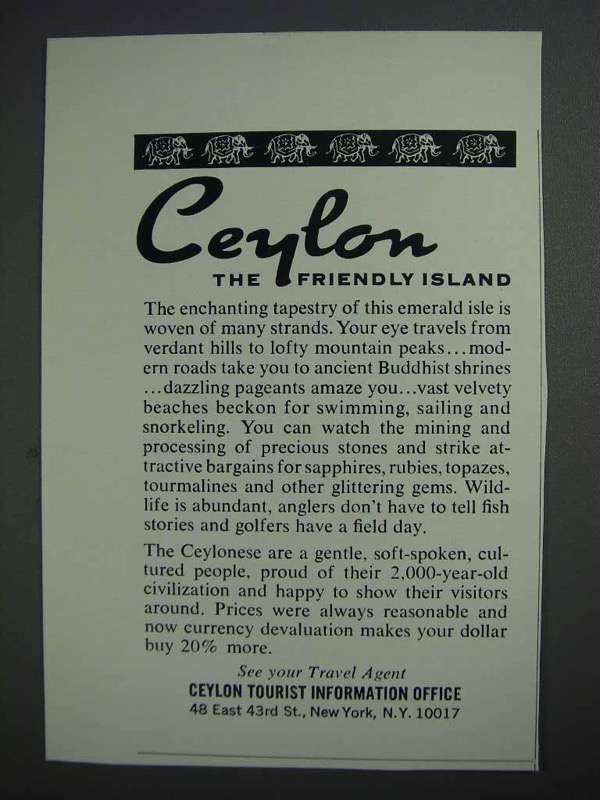 Ceylon
THE FRIENDLY ISLAND
The enchanting tapestry of this emerald isle is
woven of many strands. Your eye travels from
verdant hills to lofty mountain peaks...mod-
ern roads take you to ancient Buddhist shrines
...dazzling pageants amaze you...vast velvety
beaches beckon for swimming, sailing and
snorkeling. You can watch the mining and
processing of precious stones and strike at-
tractive bargains for sapphires, rubies, topazes,
tourmalines and other glittering gems. Wild-
life is abundant, anglers don't have to tell fish
stories and golfers have a field day.
The Ceylonese are a gentle, soft-spoken, cul-
tured people, proud of their 2,000-year-old
civilization and happy to show their visitors
around. Prices were always reasonable and
now currency devaluation makes your dollar
buy 20% more.
See your Travel Agent
CEYLON TOURIST INFORMATION OFFICE
48 East 43rd St., New York, N.Y. 10017